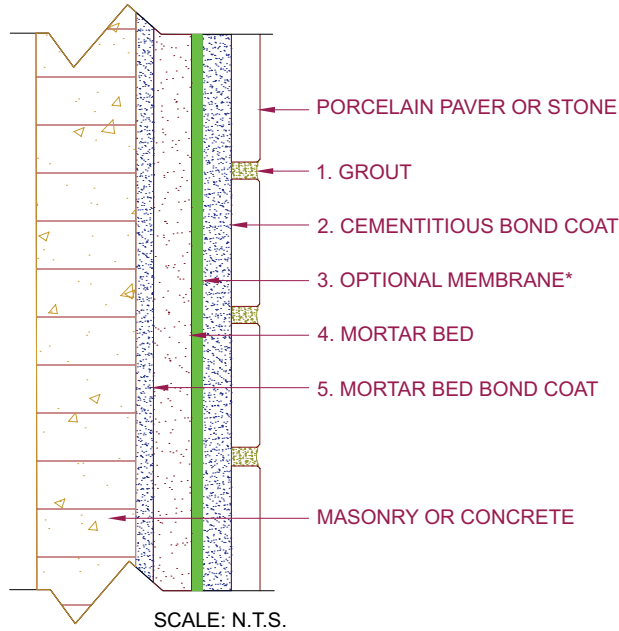 PORCELAIN PAVER OR STONE
1. GROUT
2. CEMENTITIOUS BOND COAT
3. OPTIONAL MEMBRANE*
4. MORTAR BED
5. MORTAR BED BOND COAT
MASONRY OR CONCRETE
SCALE: N.T.S.